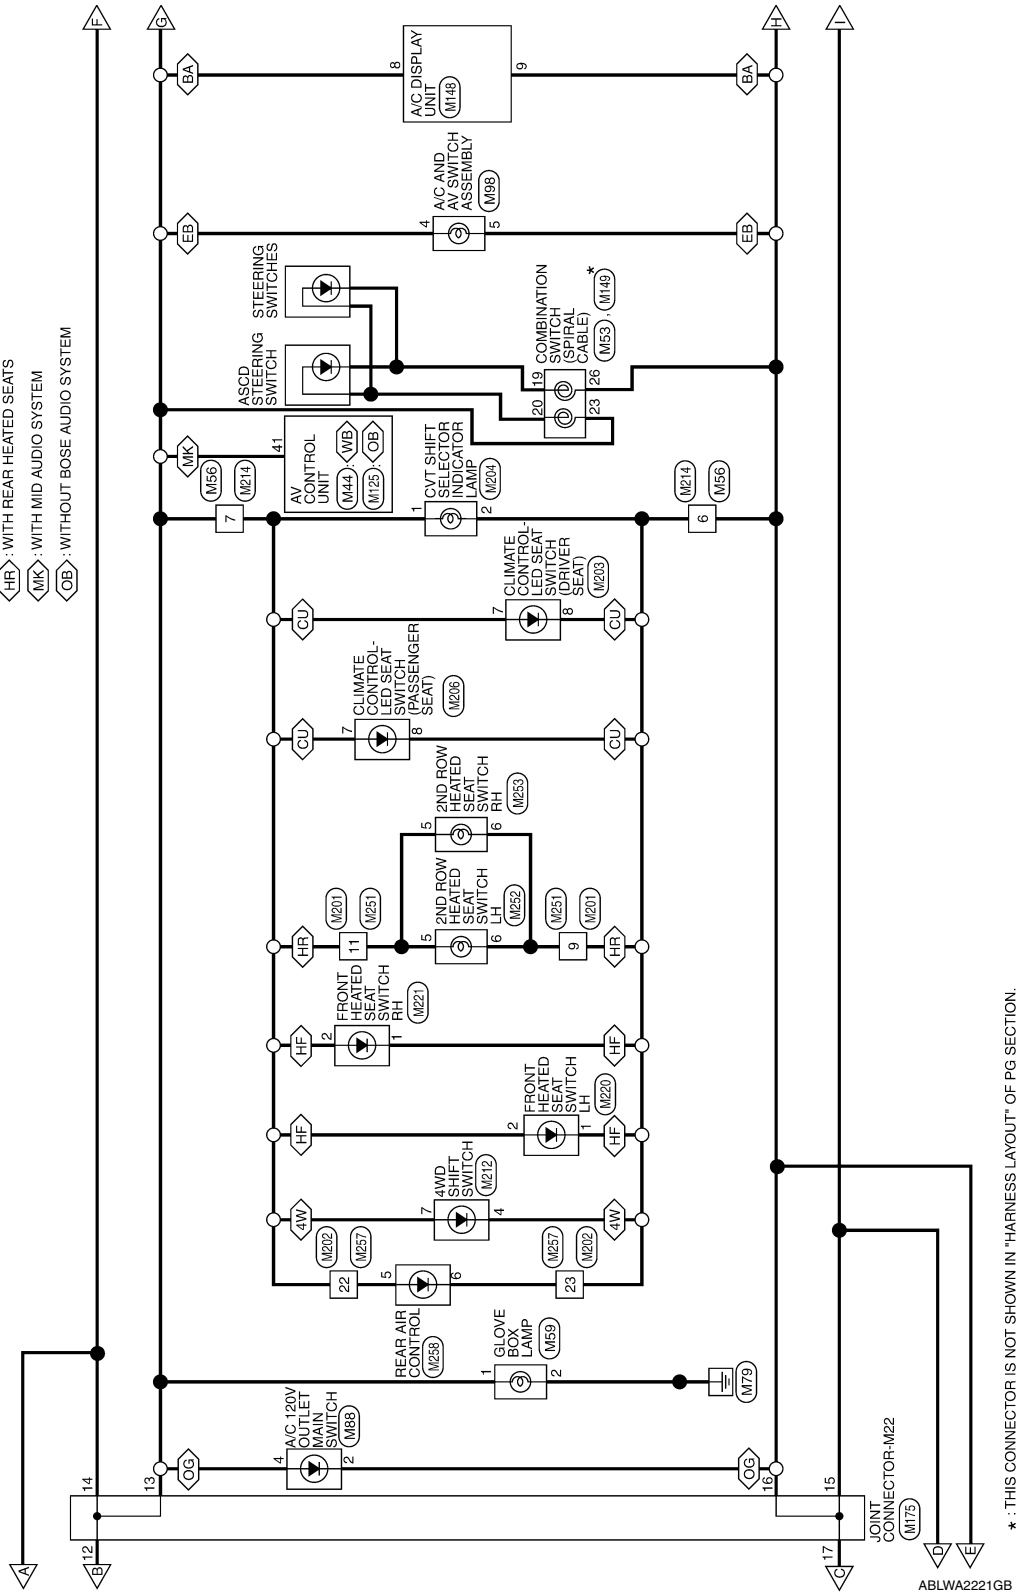 HR : WITH REAR HEATED SEATS
MK : WITH MID AUDIO SYSTEM
OB : WITHOUT BOSE AUDIO SYSTEM
A
B
12
14
13
F
G
C
17
15
16
H
I
D
E
JOINT
CONNECTOR-M22
M175
OG
4
A/C 120V
OUTLET
MAIN
SWITCH
M88
2
OG
1
GLOVE
BOX
LAMP
M59
2
M79
M202
M257
22
5
REAR AIR
CONTROL
M258
6
M257
M202
23
4W
7
4WD
SHIFT
SWITCH
M212
4
4W
HF
2
FRONT
HEATED
SEAT
SWITCH
LH
M220
1
HF
HF
2
FRONT
HEATED
SEAT
SWITCH
RH
M221
1
HF
HR
M201
M251
11
5
2ND ROW
HEATED
SEAT
SWITCH
LH
M252
6
M251
M201
9
HR
5
2ND ROW
HEATED
SEAT
SWITCH
RH
M253
6
CU
7
CLIMATE
CONTROL-
LED SEAT
SWITCH
(PASSENGER
SEAT)
M206
8
CU
CU
7
CLIMATE
CONTROL-
LED SEAT
SWITCH
(DRIVER
SEAT)
M203
8
CU
M56
M214
7
1
CVT SHIFT
SELECTOR
INDICATOR
LAMP
M204
2
M214
M56
6
MK
41
AV
CONTROL
UNIT
M44 : WB
M125 : OB
ASCD
STEERING
SWITCH
STEERING
SWITCHES
20 19
23 26
COMBINATION
SWITCH
(SPIRAL
CABLE)
M53 , M149 *
EB
4
A/C AND
AV SWITCH
ASSEMBLY
M98
5
EB
BA
8
A/C DISPLAY
UNIT
M148
9
BA
* : THIS CONNECTOR IS NOT SHOWN IN "HARNESS LAYOUT" OF PG SECTION.
ABLWA2221GB